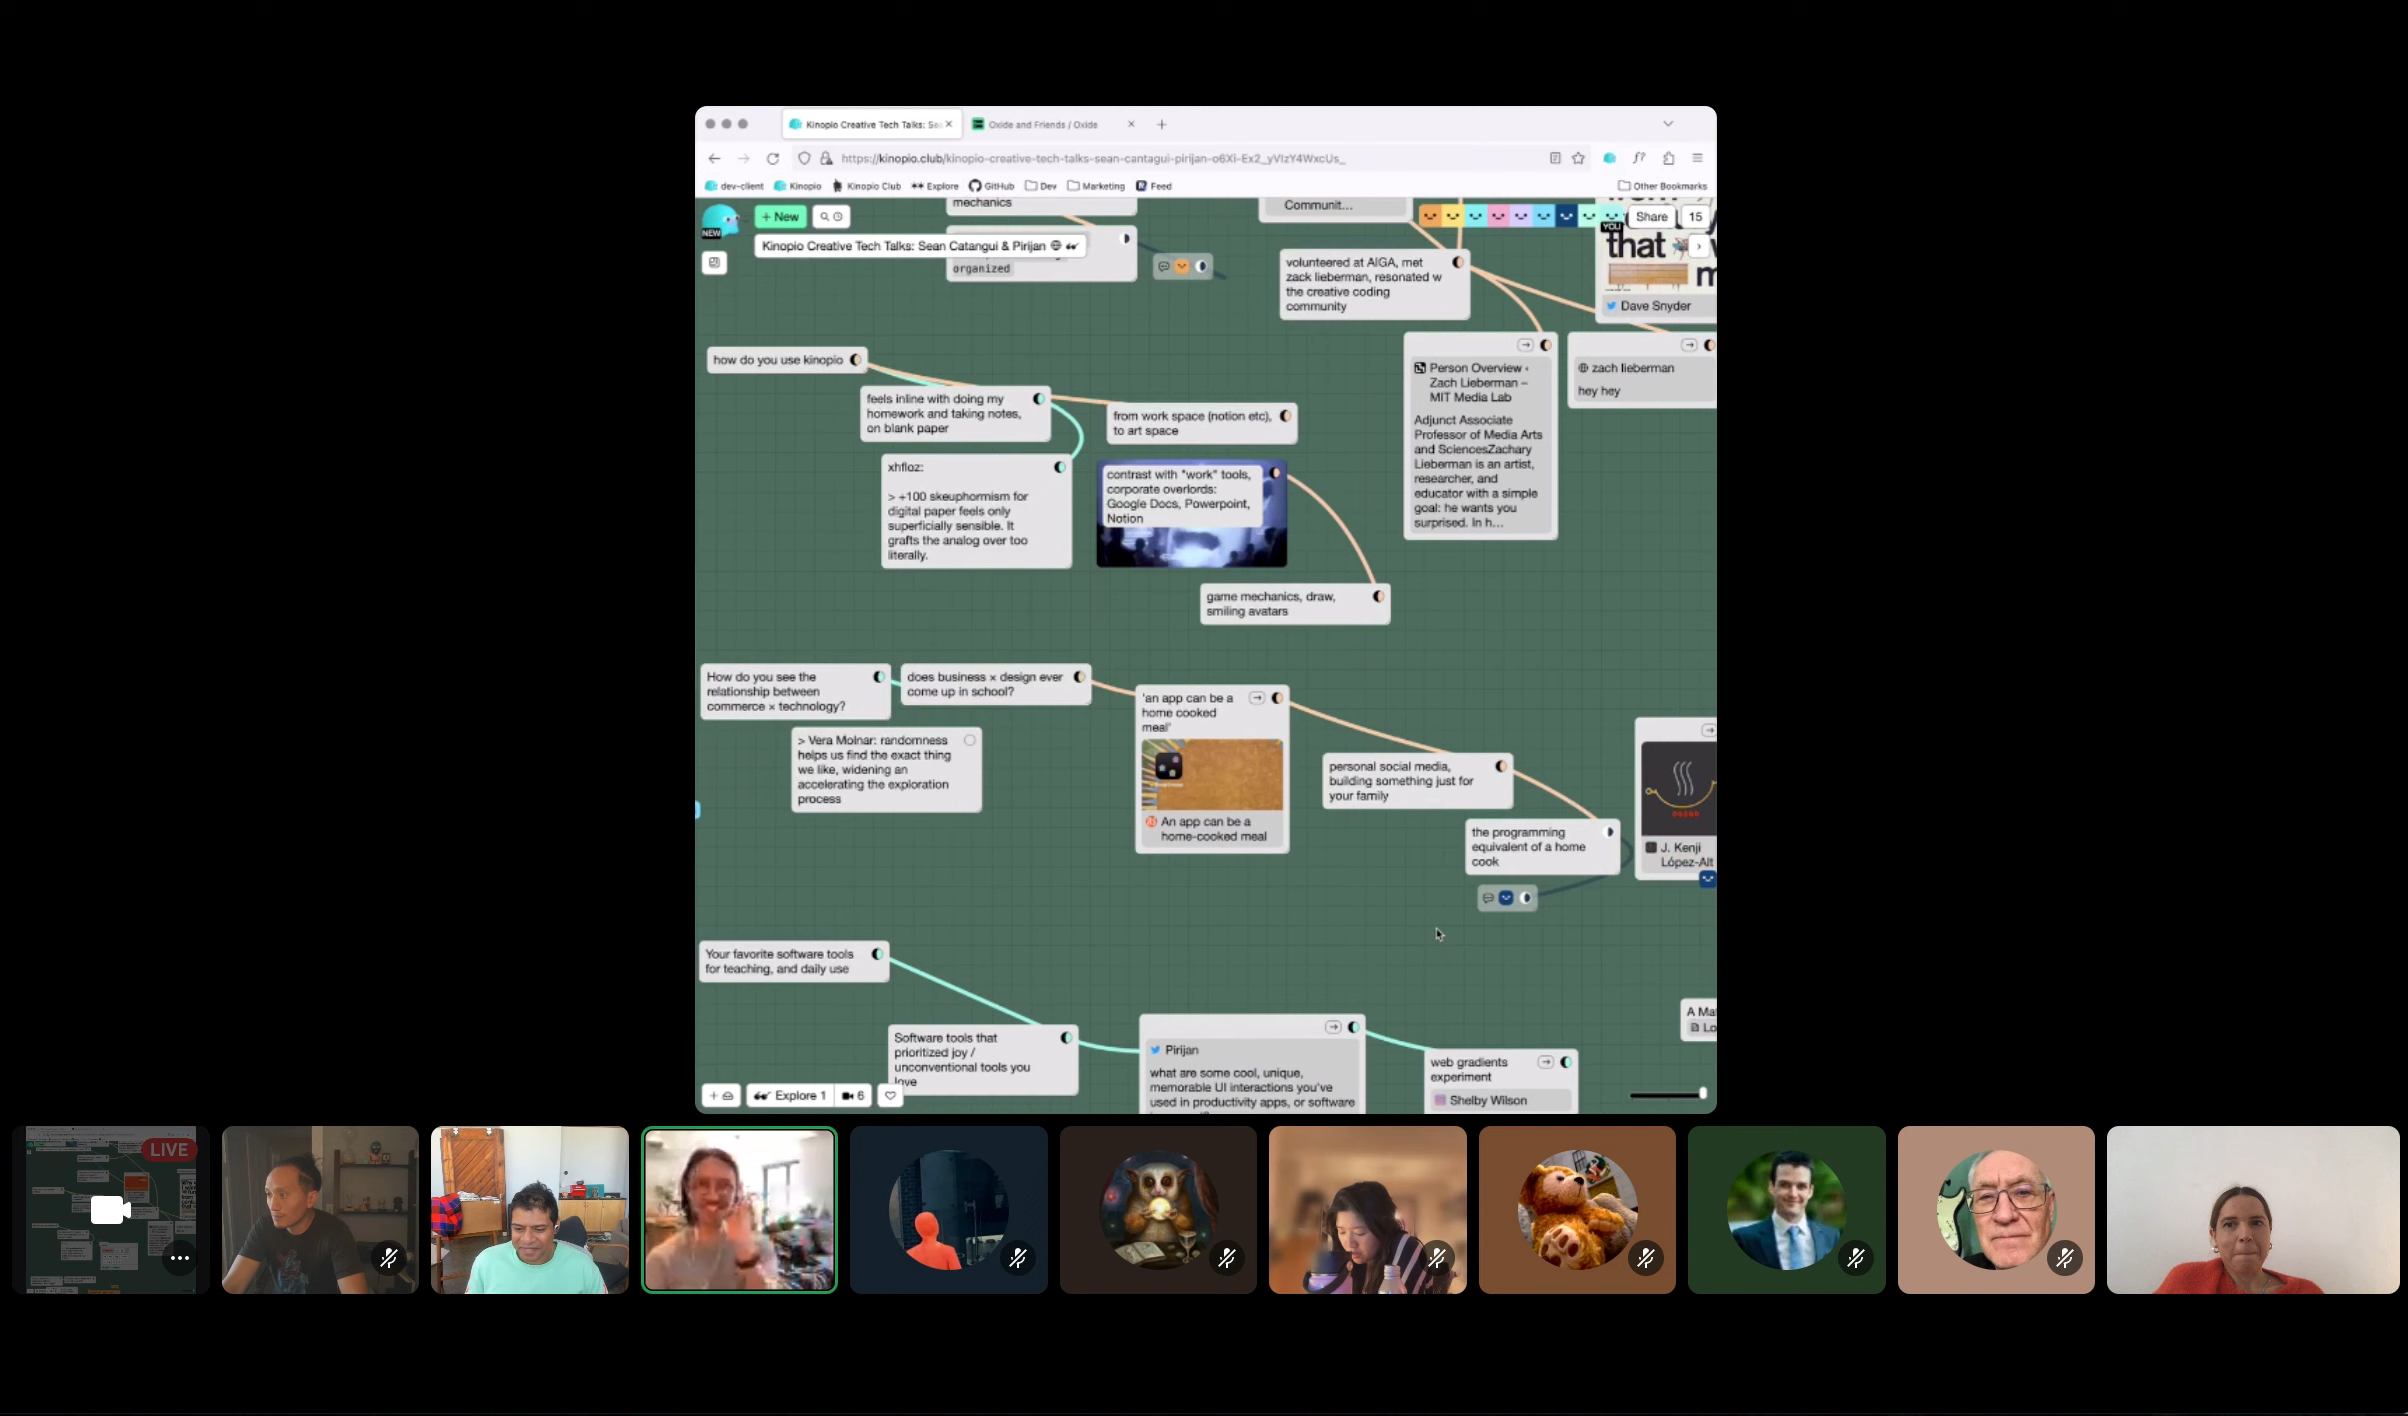 Kinopio Creative Tech Talks: Se
Oxide and Friends / Oxide
https://kinopio.club/kinopio-creative-tech-talks-sean-cantagui-pirijan-o6Xi-Ex2_yVIzY4WxcUs_
dev-client
Kinopio
Kinopio Club
Explore
GitHub
Dev
Marketing
Feed
Other Bookmarks
NEW
+ New
mechanics
Communit...
YOU
Share
15
Kinopio Creative Tech Talks: Sean Catangui & Pirijan
organized
volunteered at AIGA, met
zack lieberman, resonated w
the creative coding
community
that
Dave Snyder
how do you use kinopio
feels inline with doing my
homework and taking notes,
on blank paper
from work space (notion etc),
to art space
Person Overview ‹
Zach Lieberman –
MIT Media Lab
Adjunct Associate
Professor of Media Arts
and SciencesZachary
Lieberman is an artist,
researcher, and
educator with a simple
goal: he wants you
surprised. In h...
zach lieberman
hey hey
xhfloz:
> +100 skeuphormism for
digital paper feels only
superficially sensible. It
grafts the analog over too
literally.
contrast with "work" tools,
corporate overlords:
Google Docs, Powerpoint,
Notion
game mechanics, draw,
smiling avatars
How do you see the
relationship between
commerce × technology?
does business × design ever
come up in school?
> Vera Molnar: randomness
helps us find the exact thing
we like, widening an
accelerating the exploration
process
'an app can be a
home cooked
meal'
An app can be a
home-cooked meal
personal social media,
building something just for
your family
the programming
equivalent of a home
cook
J. Kenji
López-Alt
Your favorite software tools
for teaching, and daily use
Software tools that
prioritized joy /
unconventional tools you
love
Pirijan
what are some cool, unique,
memorable UI interactions you've
used in productivity apps, or software
web gradients
experiment
Shelby Wilson
A Ma
Lo
Explore 1
6
LIVE